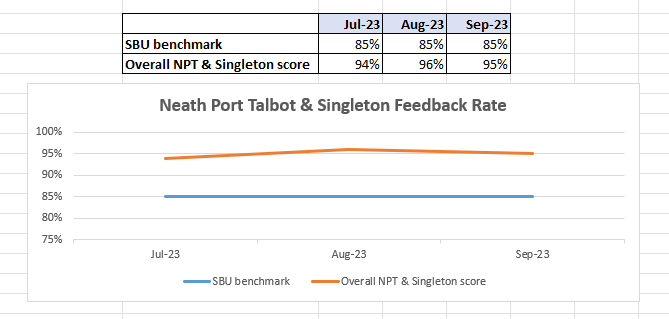 Jul-23 Aug-23 Sep-23
SBU benchmark 85% 85% 85%
Overall NPT & Singleton score 94% 96% 95%
Neath Port Talbot & Singleton Feedback Rate
100%
95%
90%
85%
80%
75%
Jul-23 Aug-23 Sep-23
SBU benchmark Overall NPT & Singleton score